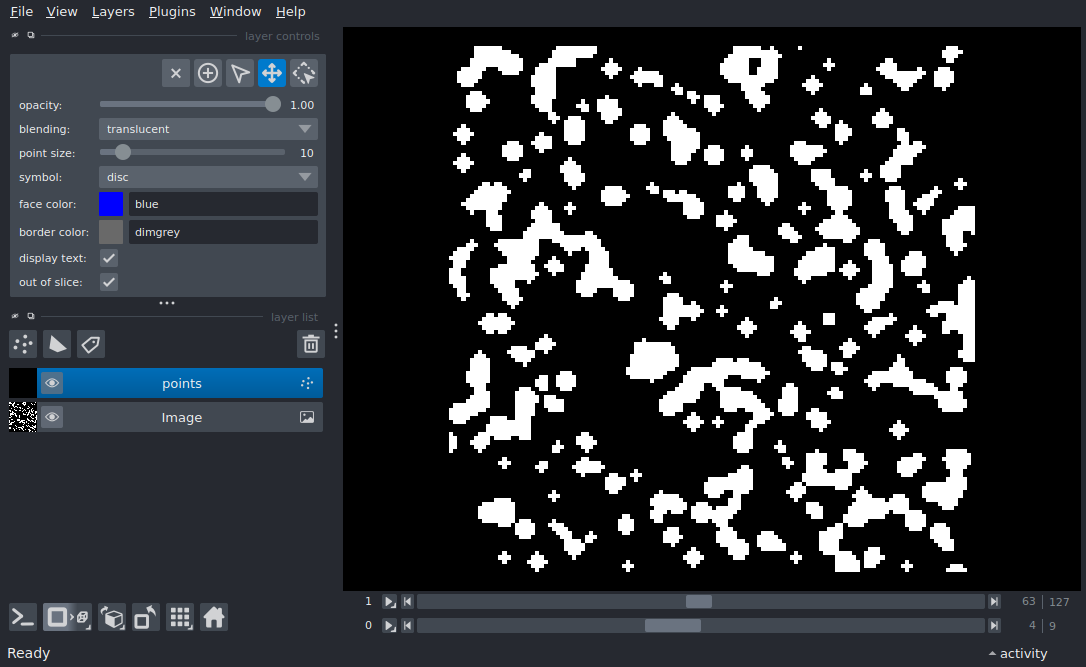 File View Layers Plugins Window Help
layer controls
opacity: 1.00
blending: translucent
point size: 10
symbol: disc
face color: blue
border color: dimgrey
display text:
out of slice:
layer list
points
Image
1 63 | 127
0 4 | 9
Ready activity